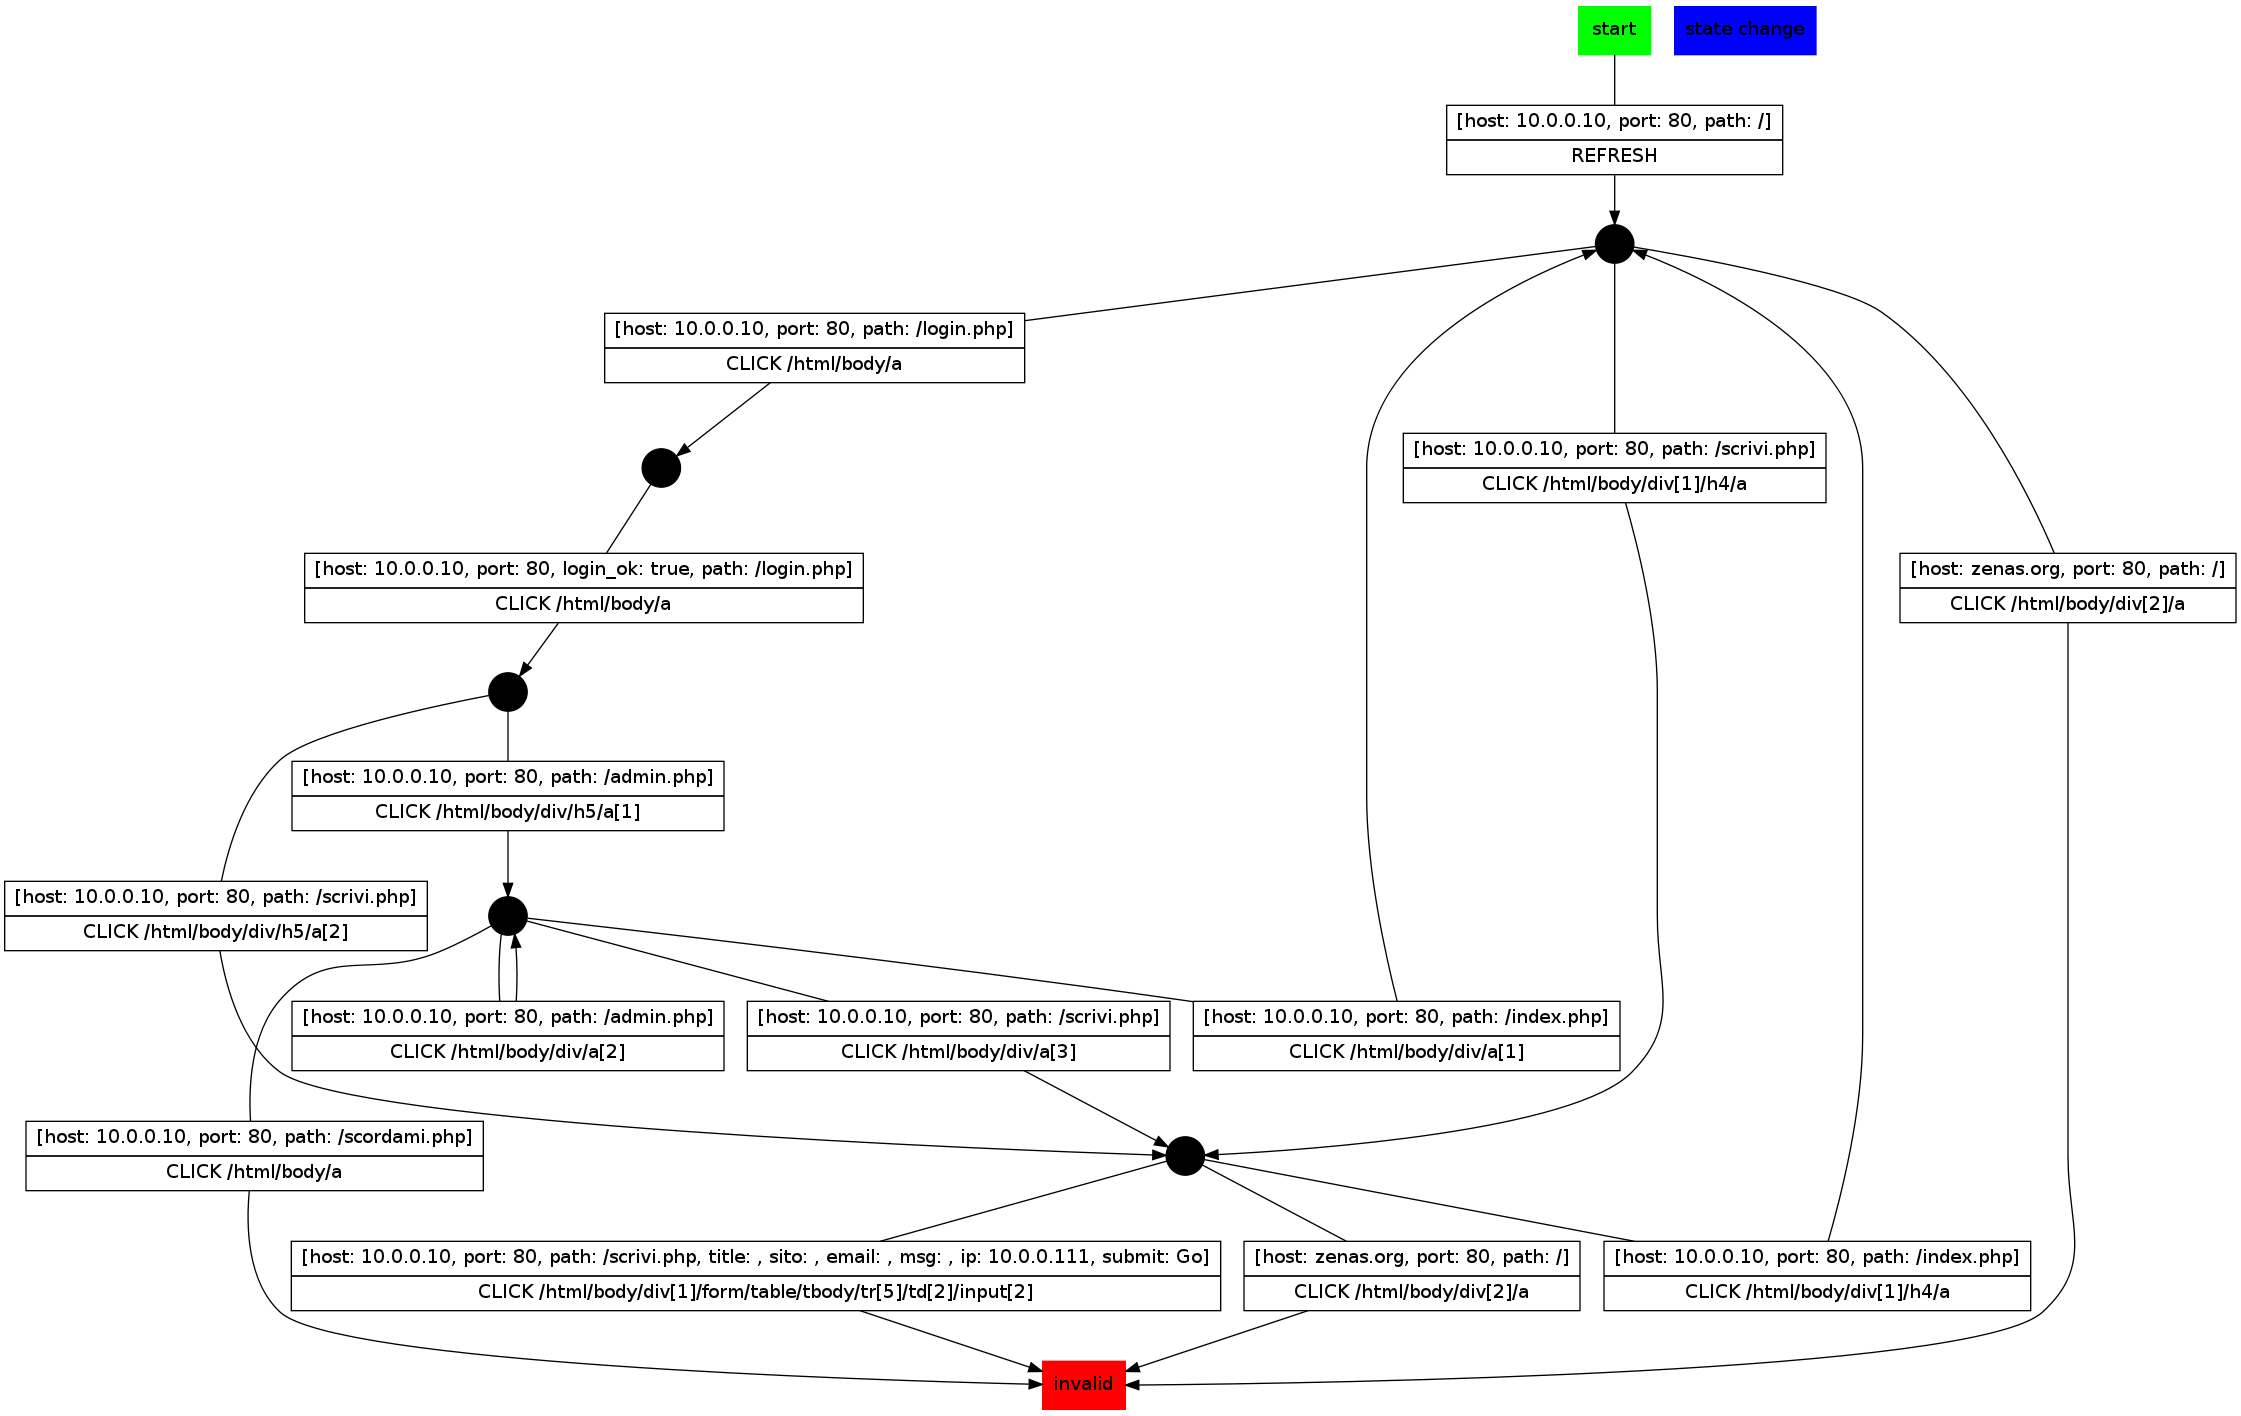 start
state change
[host: 10.0.0.10, port: 80, path: /]
REFRESH
[host: 10.0.0.10, port: 80, path: /login.php]
CLICK /html/body/a
[host: 10.0.0.10, port: 80, path: /scrivi.php]
CLICK /html/body/div[1]/h4/a
[host: 10.0.0.10, port: 80, login_ok: true, path: /login.php]
CLICK /html/body/a
[host: zenas.org, port: 80, path: /]
CLICK /html/body/div[2]/a
[host: 10.0.0.10, port: 80, path: /admin.php]
CLICK /html/body/div/h5/a[1]
[host: 10.0.0.10, port: 80, path: /scrivi.php]
CLICK /html/body/div/h5/a[2]
[host: 10.0.0.10, port: 80, path: /admin.php]
CLICK /html/body/div/a[2]
[host: 10.0.0.10, port: 80, path: /scrivi.php]
CLICK /html/body/div/a[3]
[host: 10.0.0.10, port: 80, path: /index.php]
CLICK /html/body/div/a[1]
[host: 10.0.0.10, port: 80, path: /scordami.php]
CLICK /html/body/a
[host: 10.0.0.10, port: 80, path: /scrivi.php, title: , sito: , email: , msg: , ip: 10.0.0.111, submit: Go]
CLICK /html/body/div[1]/form/table/tbody/tr[5]/td[2]/input[2]
[host: zenas.org, port: 80, path: /]
CLICK /html/body/div[2]/a
[host: 10.0.0.10, port: 80, path: /index.php]
CLICK /html/body/div[1]/h4/a
invalid